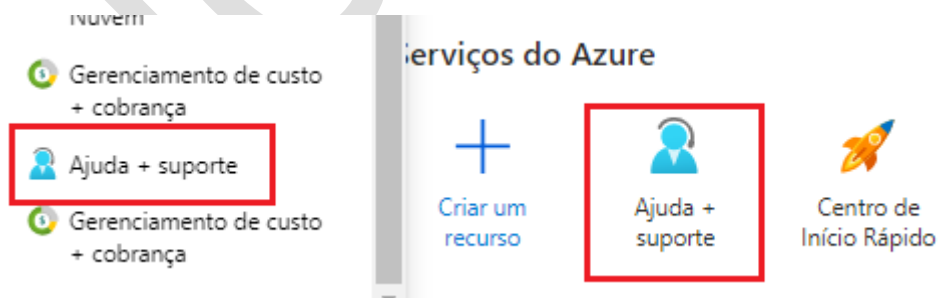 Nuvem
Gerenciamento de custo
+ cobrança
Ajuda + suporte
Gerenciamento de custo
+ cobrança
Serviços do Azure
Criar um
recurso
Ajuda +
suporte
Centro de
Início Rápido